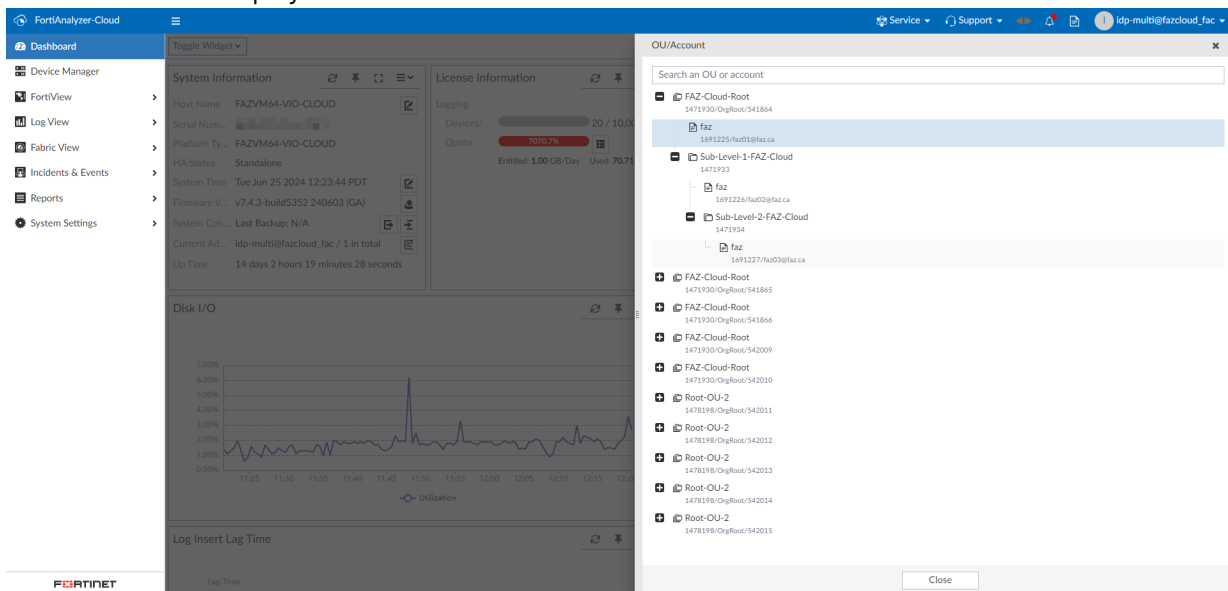 FortiAnalyzer-Cloud
Service
Support
I
idp-multi@fazcloud_fac
Dashboard
Device Manager
FortiView
Log View
Fabric View
Incidents & Events
Reports
System Settings
FORTINET
Toggle Widget
System Information
Host Name FAZVM64-VIO-CLOUD
Serial Num...
Platform Ty... FAZVM64-VIO-CLOUD
HA Status Standalone
System Time Tue Jun 25 2024 12:23:44 PDT
Firmware V... v7.4.3-build5352 240603 (GA)
System Con... Last Backup: N/A
Current Ad... idp-multi@fazcloud_fac / 1 in total
Up Time 14 days 2 hours 19 minutes 28 seconds
License Information
Logging
Devices/... 20 / 10,00
Quota 7070.7%
Entitled: 1.00 GB/Day Used: 70.71
Disk I/O
7.00%
6.00%
5.00%
4.00%
3.00%
2.00%
1.00%
0.00%
11:25 11:30 11:35 11:40 11:45 11:50 11:55 12:00 12:05 12:10 12:15 12:20
Utilization
Log Insert Lag Time
Lag Time
OU/Account
Search an OU or account
FAZ-Cloud-Root
1471930/OrgRoot/541864
faz
1691225/faz01@faz.ca
Sub-Level-1-FAZ-Cloud
1471933
faz
1691226/faz02@faz.ca
Sub-Level-2-FAZ-Cloud
1471934
faz
1691227/faz03@faz.ca
FAZ-Cloud-Root
1471930/OrgRoot/541865
FAZ-Cloud-Root
1471930/OrgRoot/541866
FAZ-Cloud-Root
1471930/OrgRoot/542009
FAZ-Cloud-Root
1471930/OrgRoot/542010
Root-OU-2
1478198/OrgRoot/542011
Root-OU-2
1478198/OrgRoot/542012
Root-OU-2
1478198/OrgRoot/542013
Root-OU-2
1478198/OrgRoot/542014
Root-OU-2
1478198/OrgRoot/542015
Close